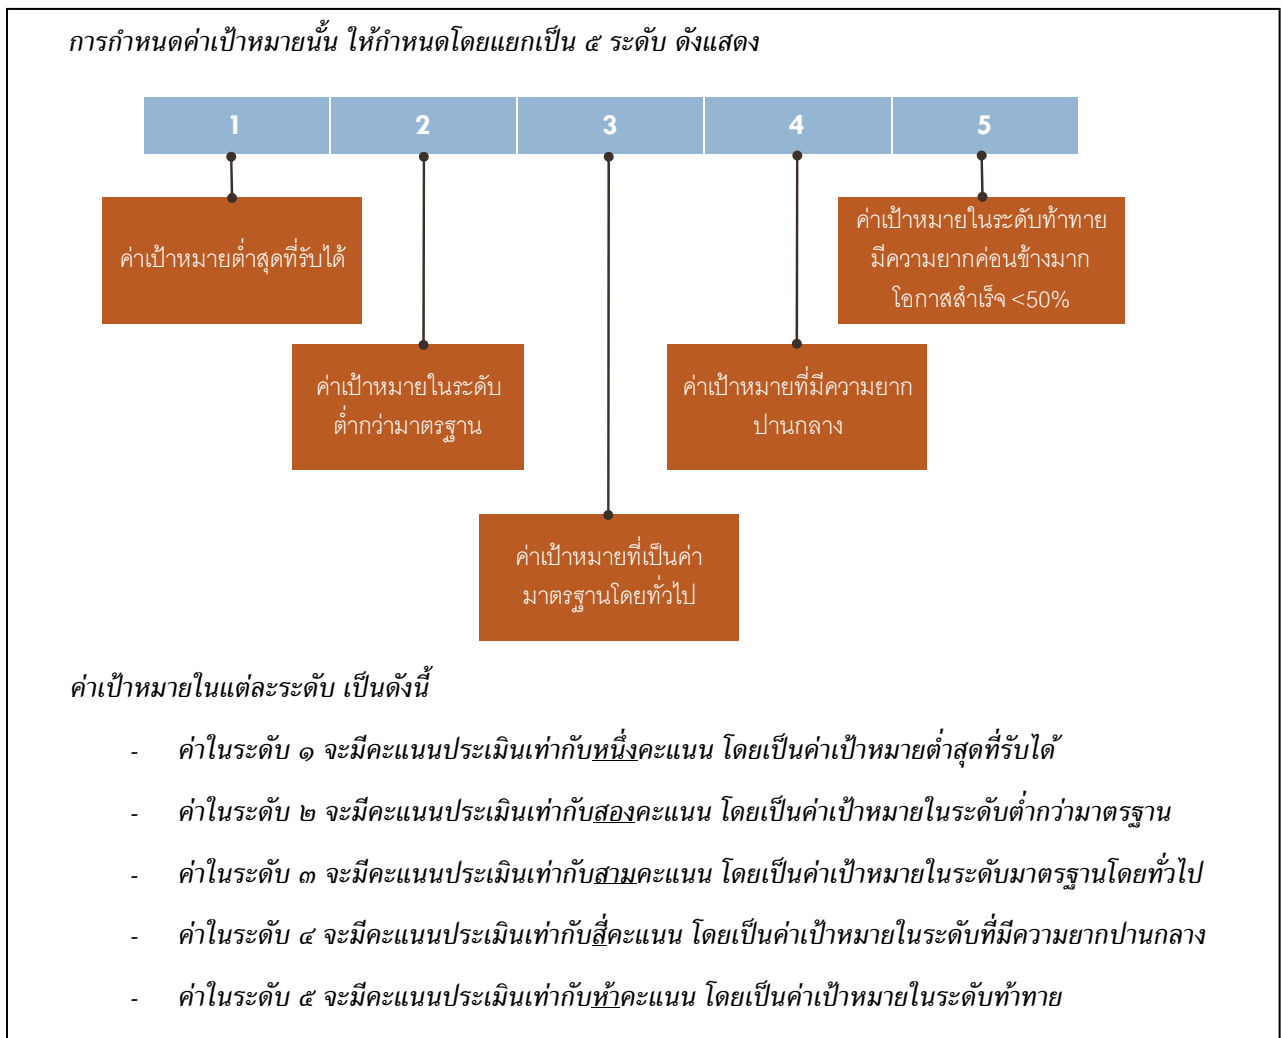 การกำหนดค่าเป้าหมายนั้น ให้กำหนดโดยแยกเป็น ๕ ระดับ ดังแสดง
1 2 3 4 5
ค่าเป้าหมายต่ำสุดที่รับได้
ค่าเป้าหมายในระดับท้าทาย
มีความยากค่อนข้างมาก
โอกาสสำเร็จ <50%
ค่าเป้าหมายในระดับ
ต่ำกว่ามาตรฐาน
ค่าเป้าหมายที่มีความยาก
ปานกลาง
ค่าเป้าหมายที่เป็นค่า
มาตรฐานโดยทั่วไป
ค่าเป้าหมายในแต่ละระดับ เป็นดังนี้
- ค่าในระดับ ๑ จะมีคะแนนประเมินเท่ากับหนึ่งคะแนน โดยเป็นค่าเป้าหมายต่ำสุดที่รับได้
- ค่าในระดับ ๒ จะมีคะแนนประเมินเท่ากับสองคะแนน โดยเป็นค่าเป้าหมายในระดับต่ำกว่ามาตรฐาน
- ค่าในระดับ ๓ จะมีคะแนนประเมินเท่ากับสามคะแนน โดยเป็นค่าเป้าหมายในระดับมาตรฐานโดยทั่วไป
- ค่าในระดับ ๔ จะมีคะแนนประเมินเท่ากับสี่คะแนน โดยเป็นค่าเป้าหมายในระดับที่มีความยากปานกลาง
- ค่าในระดับ ๕ จะมีคะแนนประเมินเท่ากับห้าคะแนน โดยเป็นค่าเป้าหมายในระดับท้าทาย